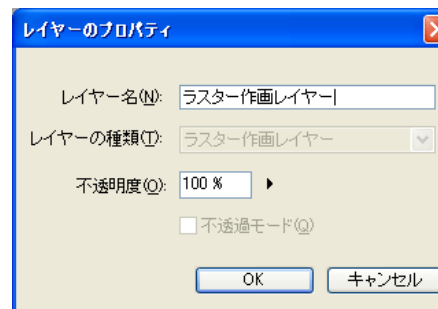 レイヤーのプロパティ
レイヤー名(N): ラスター作画レイヤー
レイヤーの種類(T): ラスター作画レイヤー
不透明度(O): 100 %
不透過モード(Q)
OK キャンセル